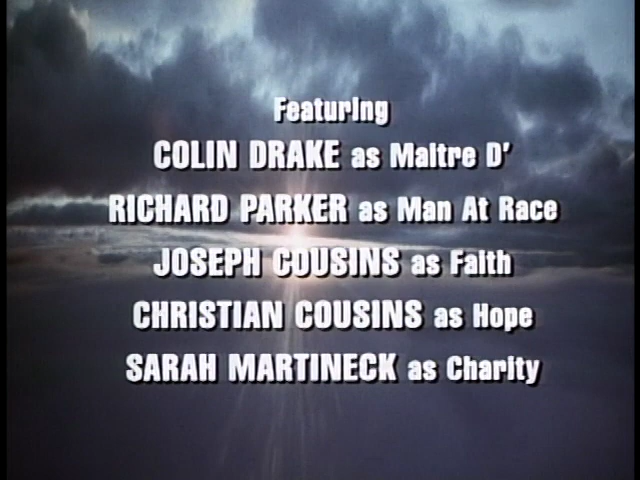 Featuring
COLIN DRAKE as Maitre D'
RICHARD PARKER as Man At Race
JOSEPH COUSINS as Faith
CHRISTIAN COUSINS as Hope
SARAH MARTINECK as Charity